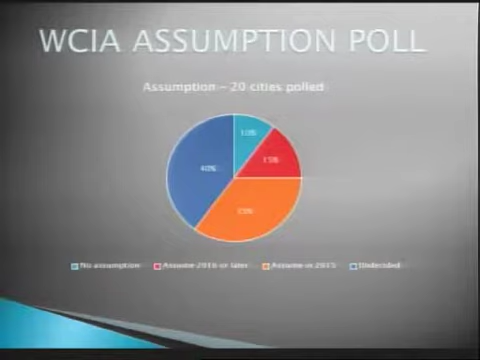 WCIA ASSUMPTION POLL
Assumption – 20 cities polled
10%
15%
40%
35%
No assumption Assume 2016 or later Assume in 2015 Undecided